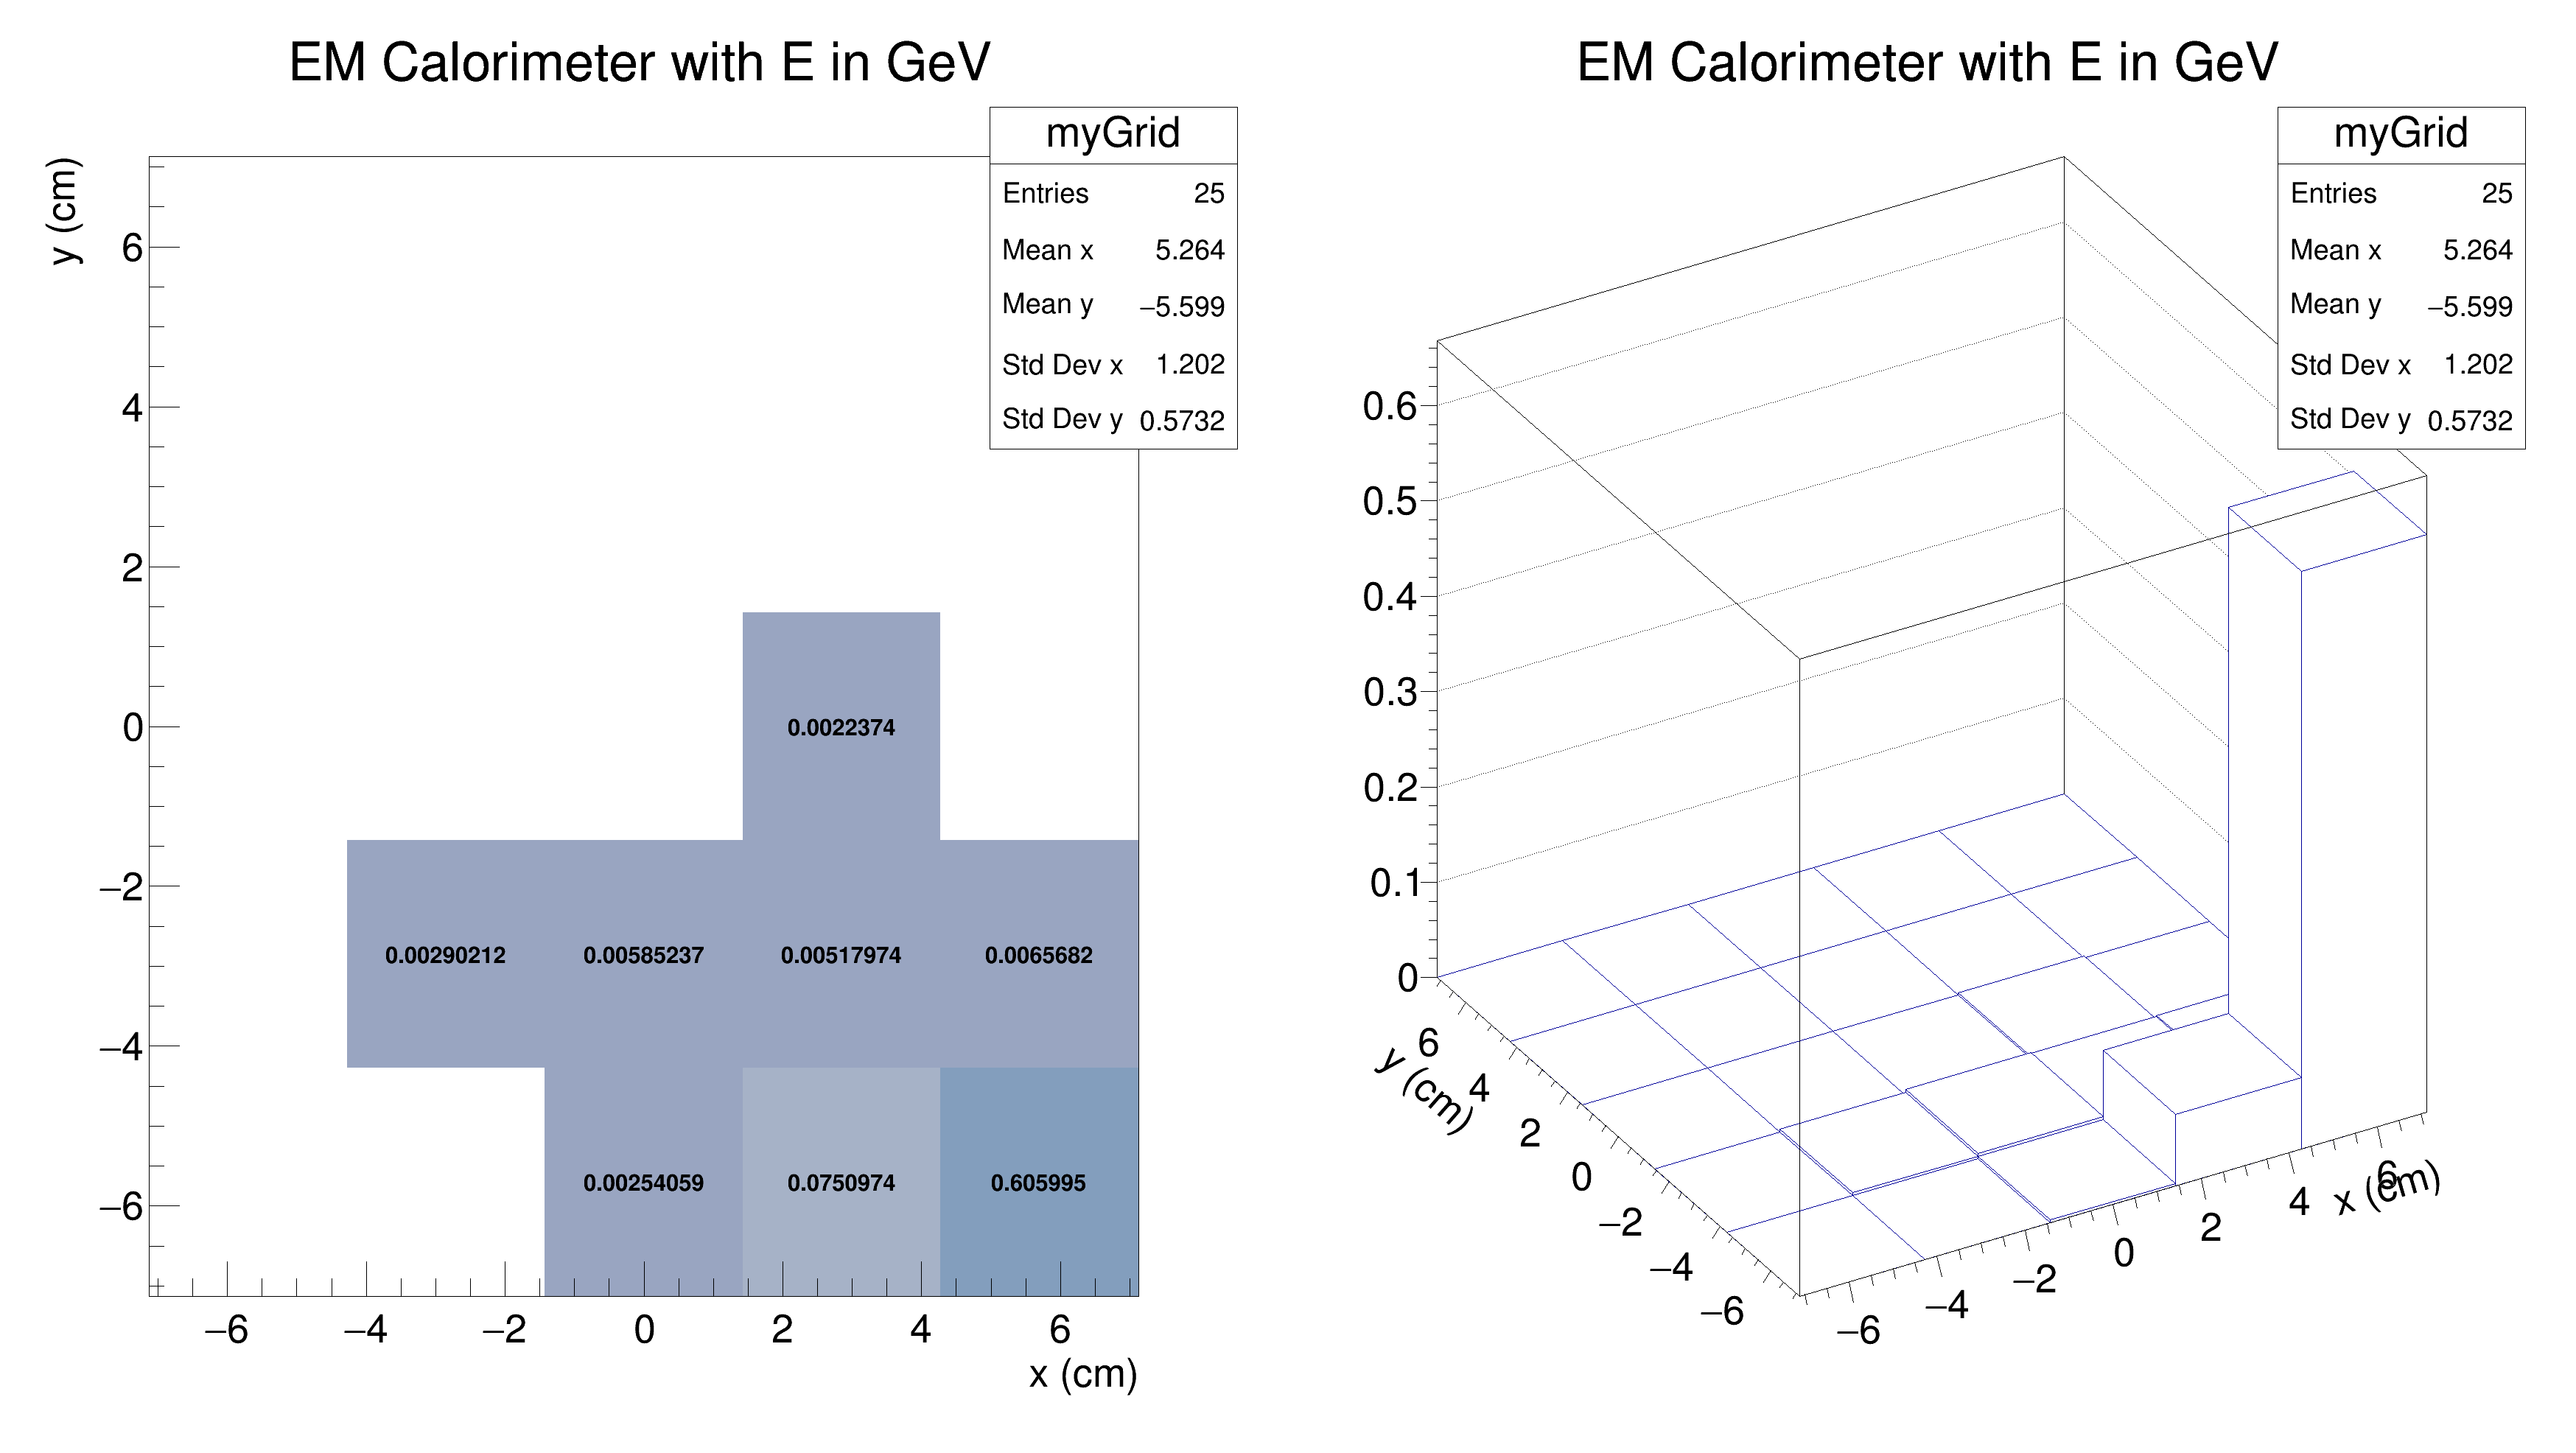 EM Calorimeter with E in GeV
myGrid
Entries 25
Mean x 5.264
Mean y −5.599
Std Dev x 1.202
Std Dev y 0.5732
y (cm)
6
4
2
0
−2
−4
−6
0.0022374
0.00290212 0.00585237 0.00517974 0.0065682
0.00254059 0.0750974 0.605995
−6 −4 −2 0 2 4 6
x (cm)
EM Calorimeter with E in GeV
myGrid
Entries 25
Mean x 5.264
Mean y −5.599
Std Dev x 1.202
Std Dev y 0.5732
0.6
0.5
0.4
0.3
0.2
0.1
0
6
4
2
0
−2
−4
−6
y (cm)
−6 −4 −2 0 2 4 6
x (cm)